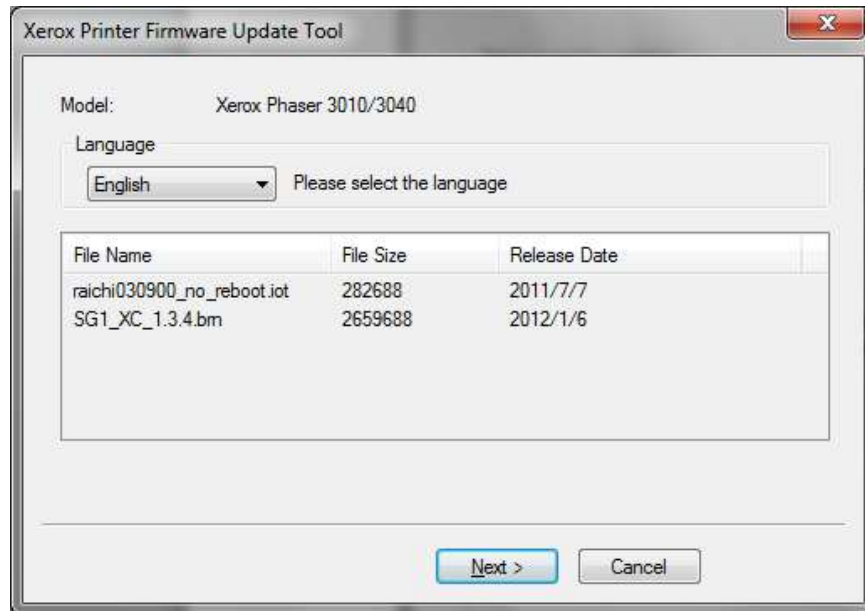 Xerox Printer Firmware Update Tool
Model: Xerox Phaser 3010/3040
Language
English Please select the language
File Name File Size Release Date
raichi030900_no_reboot.iot 282688 2011/7/7
SG1_XC_1.3.4.brn 2659688 2012/1/6
Next > Cancel